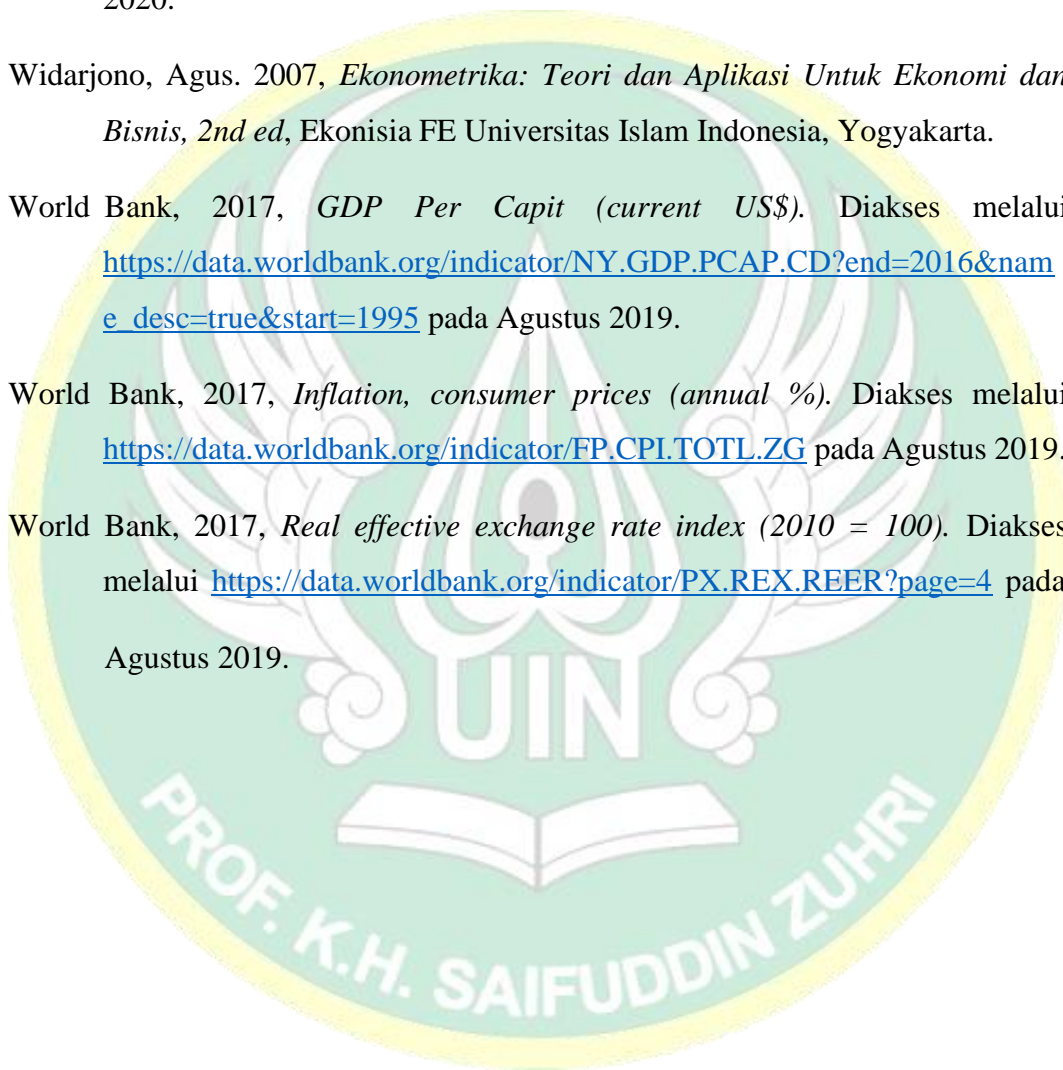 2020.
Widarjono, Agus. 2007, Ekonometrika: Teori dan Aplikasi Untuk Ekonomi dan
Bisnis, 2nd ed, Ekonisia FE Universitas Islam Indonesia, Yogyakarta.
World Bank, 2017, GDP Per Capit (current US$). Diakses melalui
https://data.worldbank.org/indicator/NY.GDP.PCAP.CD?end=2016&nam
e_desc=true&start=1995 pada Agustus 2019.
World Bank, 2017, Inflation, consumer prices (annual %). Diakses melalui
https://data.worldbank.org/indicator/FP.CPI.TOTL.ZG pada Agustus 2019.
World Bank, 2017, Real effective exchange rate index (2010 = 100). Diakses
melalui https://data.worldbank.org/indicator/PX.REX.REER?page=4 pada
Agustus 2019.
UIN
PROF. K.H. SAIFUDDIN ZUHRI